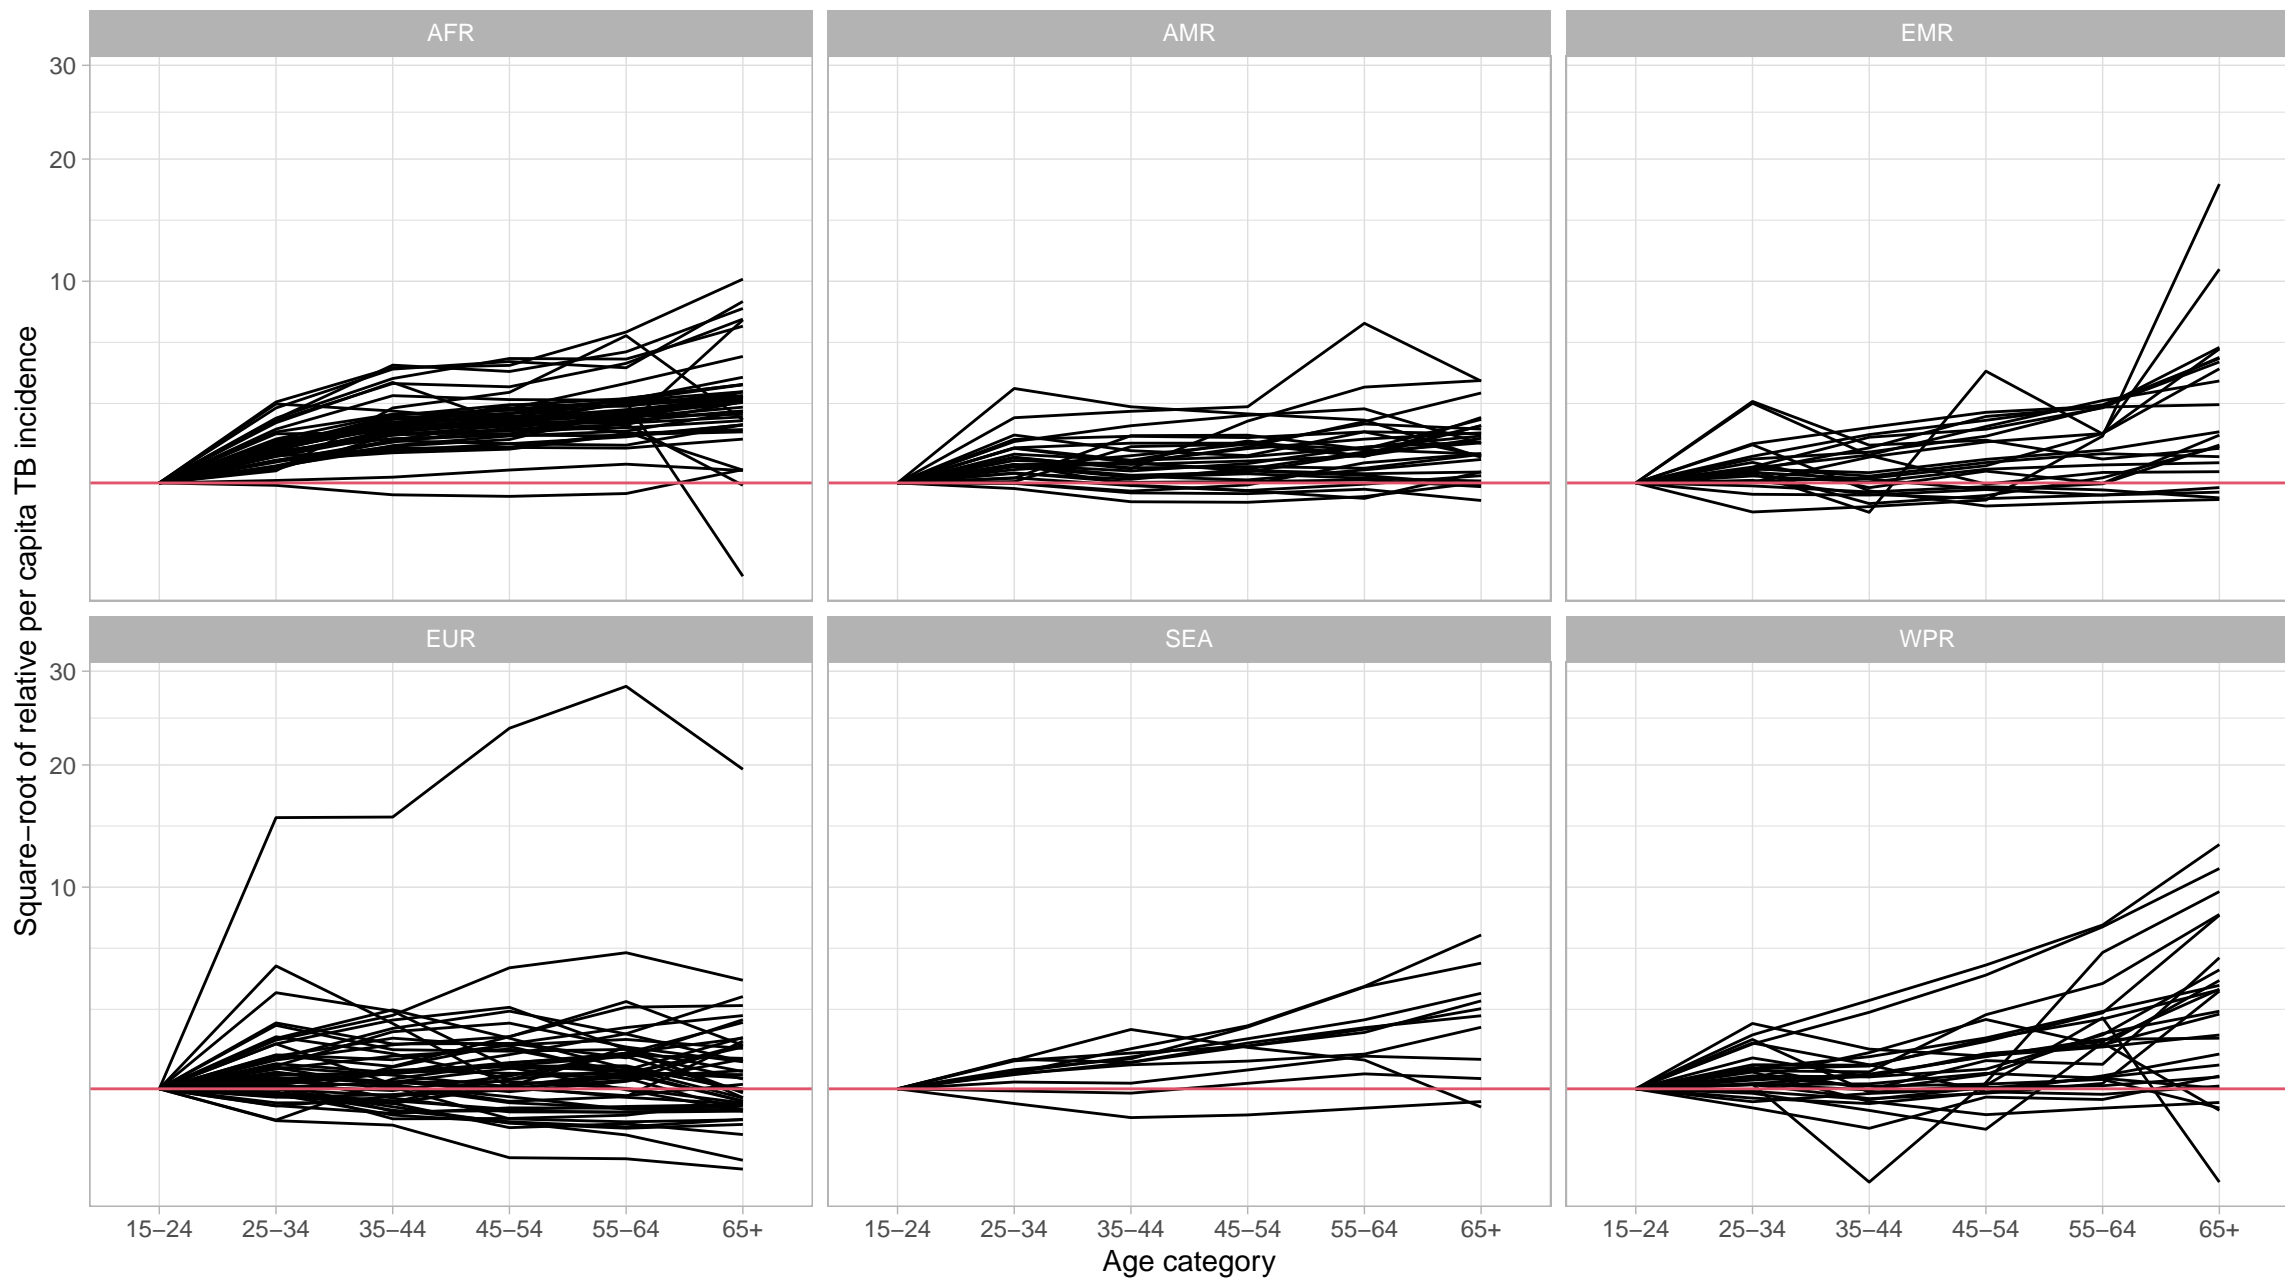 AFR AMR EMR
30
20
10
EUR SEA WPR
30
20
10
Square−root of relative per capita TB incidence
15−24 25−34 35−44 45−54 55−64 65+ 15−24 25−34 35−44 45−54 55−64 65+ 15−24 25−34 35−44 45−54 55−64 65+
Age category